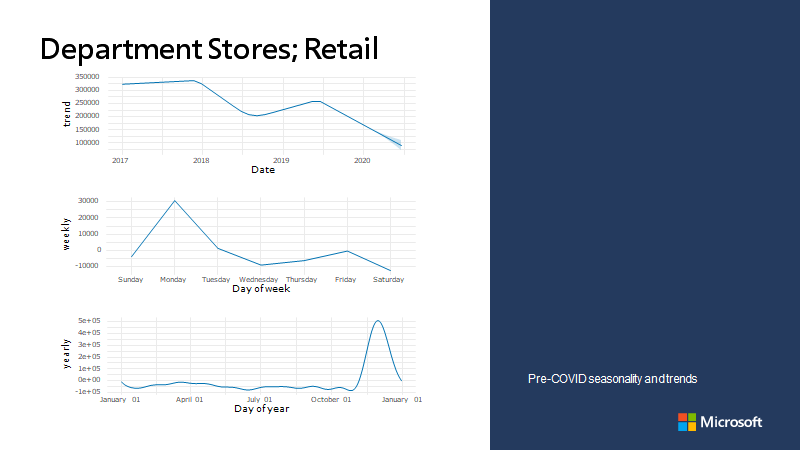 Department Stores; Retail
350000
300000
250000
200000
150000
100000
trend
2017 2018 2019 2020
Date
30000
20000
10000
0
-10000
weekly
Sunday Monday Tuesday Wednesday Thursday Friday Saturday
Day of week
5e+05
4e+05
3e+05
2e+05
1e+05
0e+00
-1e+05
yearly
January 01 April 01 July 01 October 01 January 01
Day of year
Pre-COVID seasonality and trends
Microsoft